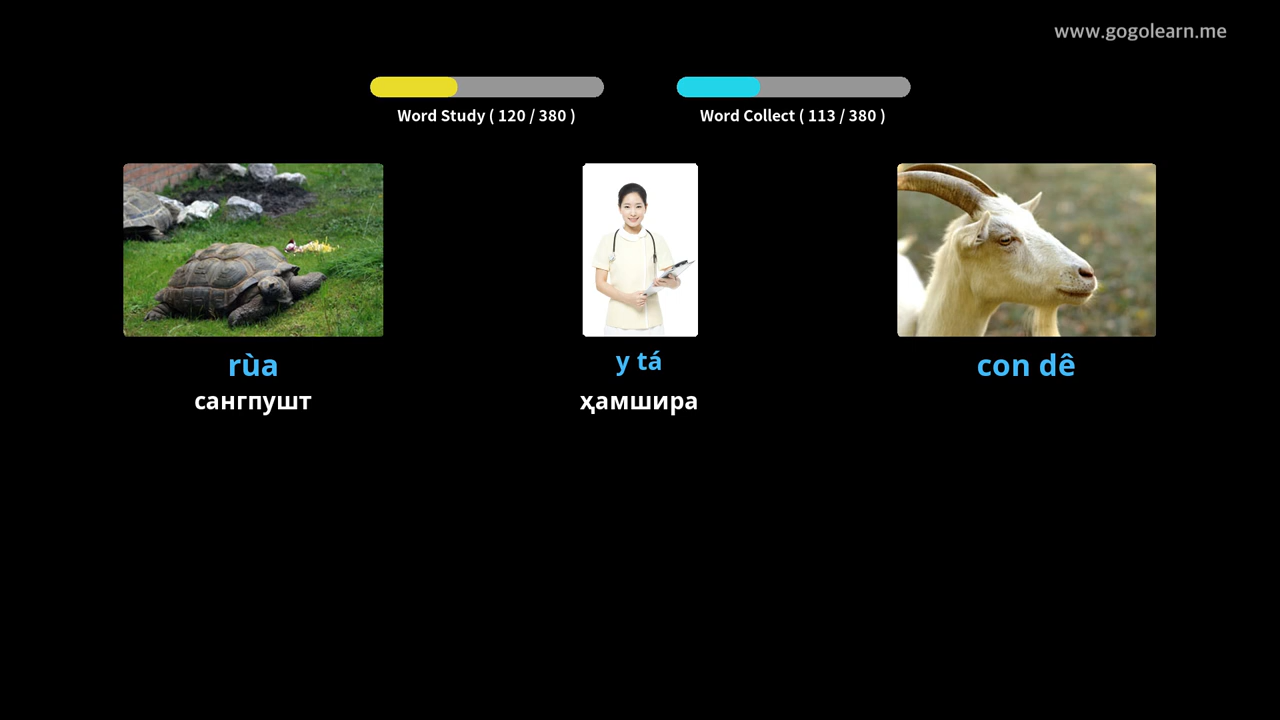 www.gogolearn.me
Word Study ( 120 / 380 )
Word Collect ( 113 / 380 )
rùa
y tá
con dê
сангпушт
ҳамшира